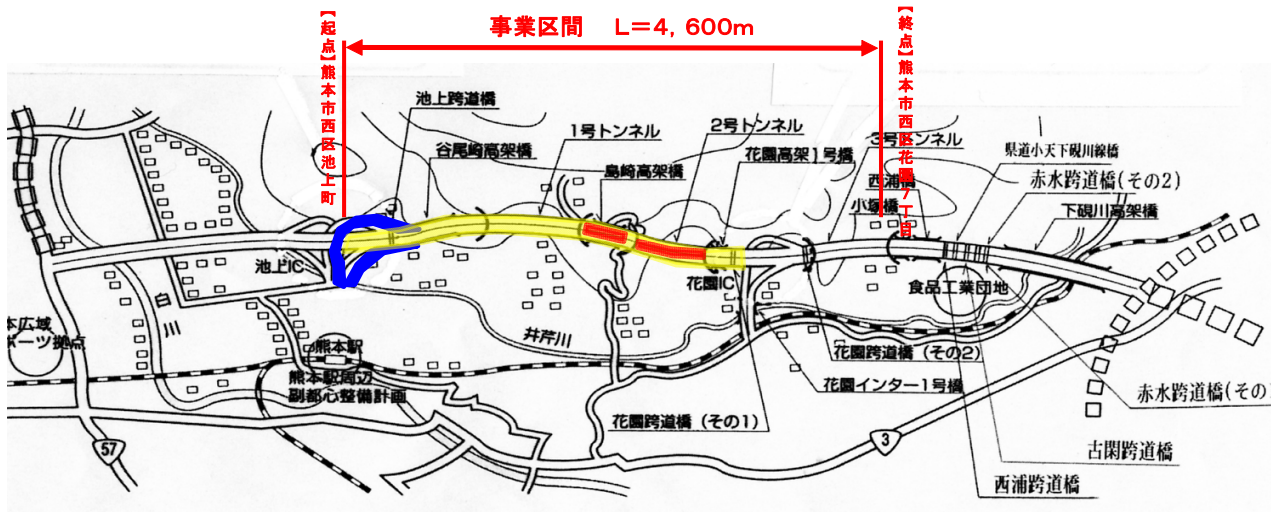 事業区間 L=4,600m
【起点】熊本市西区池上町
【終点】熊本市西区花園7丁目
池上跨道橋
谷尾崎高架橋
1号トンネル
島崎高架橋
2号トンネル
花園高架1号橋
3号トンネル
西浦橋
小塚橋
県道小天下硯川線橋
赤水跨道橋(その2)
下硯川高架橋
池上IC
花園IC
食品工業団地
井芹川
本広域
ポーツ拠点
熊本駅
熊本駅周辺
副都心整備計画
花園跨道橋(その2)
花園インター1号橋
花園跨道橋(その1)
赤水跨道橋(その
古閑跨道橋
西浦跨道橋
57
3